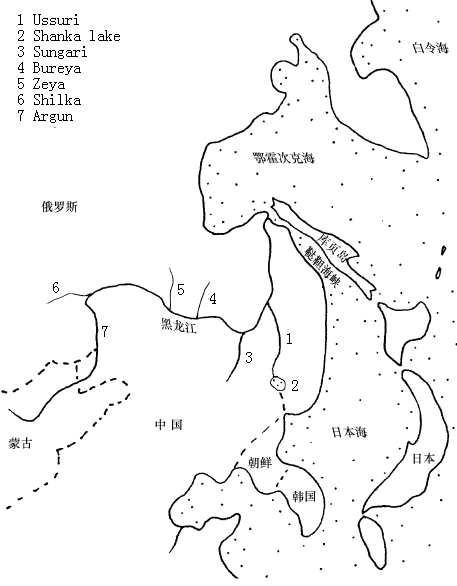 1 Ussuri
2 Shanka lake
3 Sungari
4 Bureya
5 Zeya
6 Shilka
7 Argun
白令海
鄂霍次克海
俄罗斯
库页岛
鞑靼海峡
6
5
4
黑龙江
7
3
1
2
中国
日本海
蒙古
朝鲜
日本
韩国